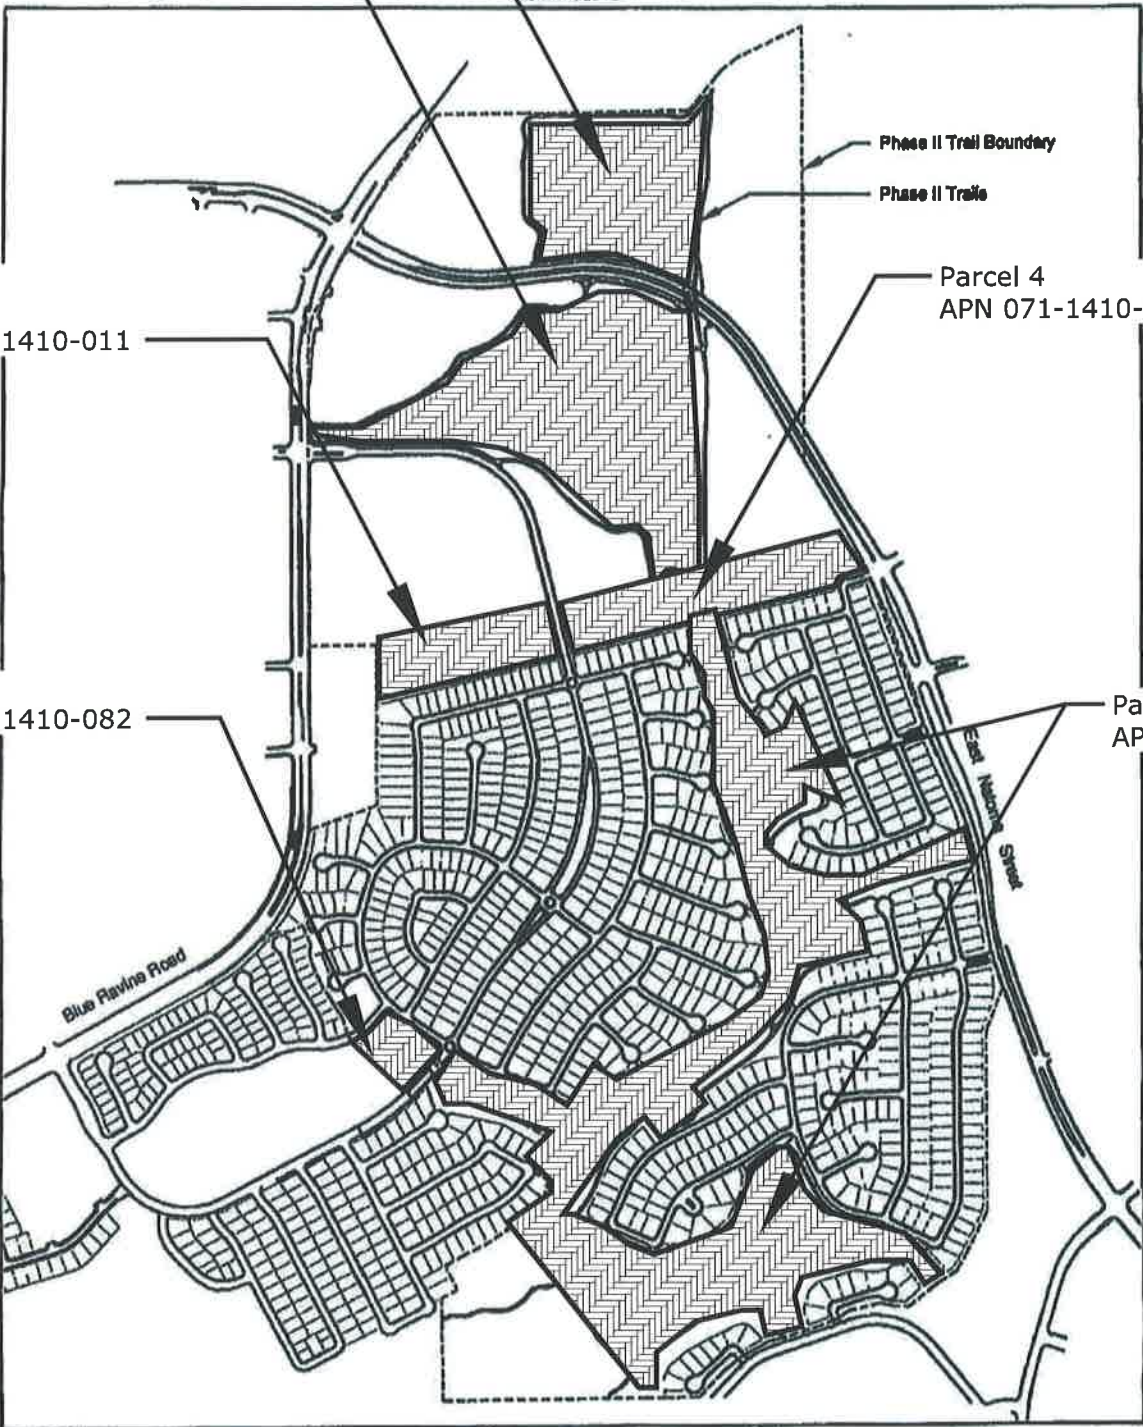 Phase II Trail Boundary
Phase II Trails
Parcel 4
APN 071-1410-
1410-011
1410-082
Pa
AP
East Natoma Street
Blue Ravine Road